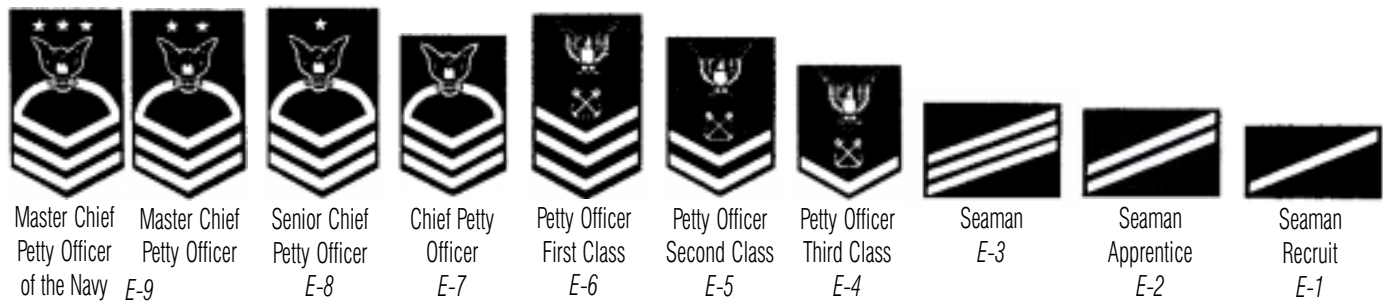 Master Chief
Petty Officer
of the Navy
Master Chief
Petty Officer
E-9
Senior Chief
Petty Officer
E-8
Chief Petty
Officer
E-7
Petty Officer
First Class
E-6
Petty Officer
Second Class
E-5
Petty Officer
Third Class
E-4
Seaman
E-3
Seaman
Apprentice
E-2
Seaman
Recruit
E-1